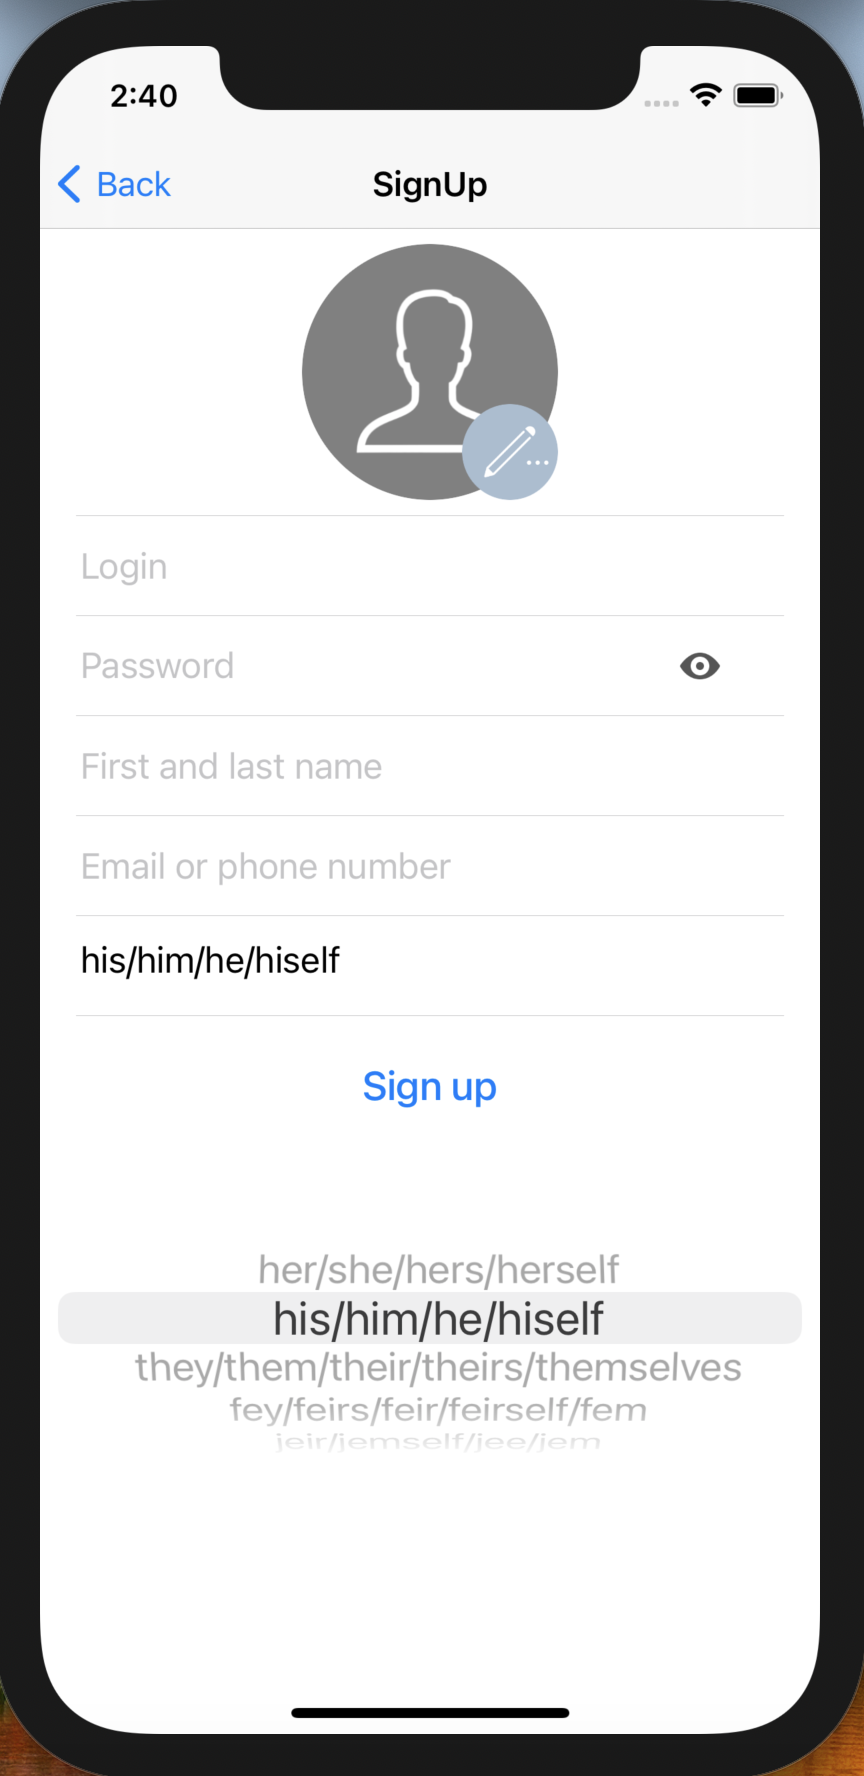 2:40
Back
SignUp
Login
Password
First and last name
Email or phone number
his/him/he/hiself
Sign up
her/she/hers/herself
his/him/he/hiself
they/them/their/theirs/themselves
fey/feirs/feir/feirself/fem
jeir/jemself/jee/jem